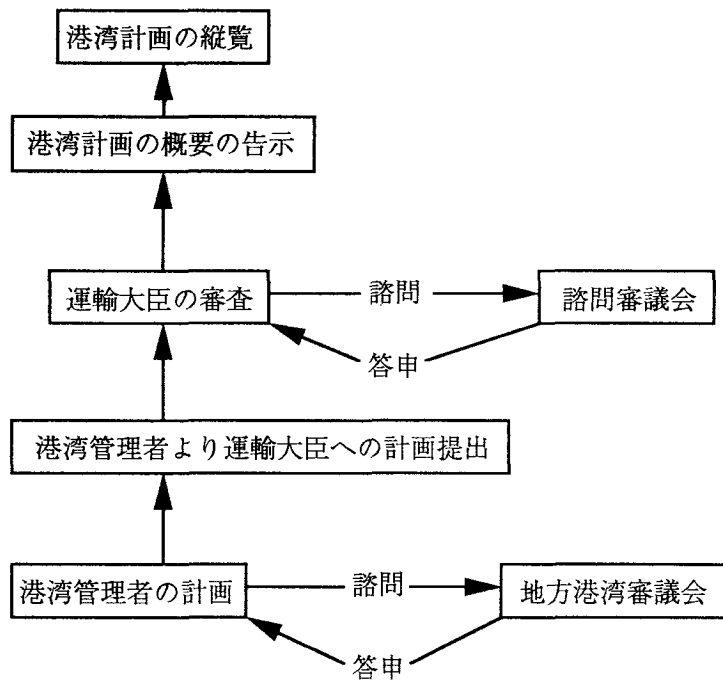 港湾計画の縦覧
港湾計画の概要の告示
運輸大臣の審査
諮問
諮問審議会
答申
港湾管理者より運輸大臣への計画提出
港湾管理者の計画
諮問
地方港湾審議会
答申